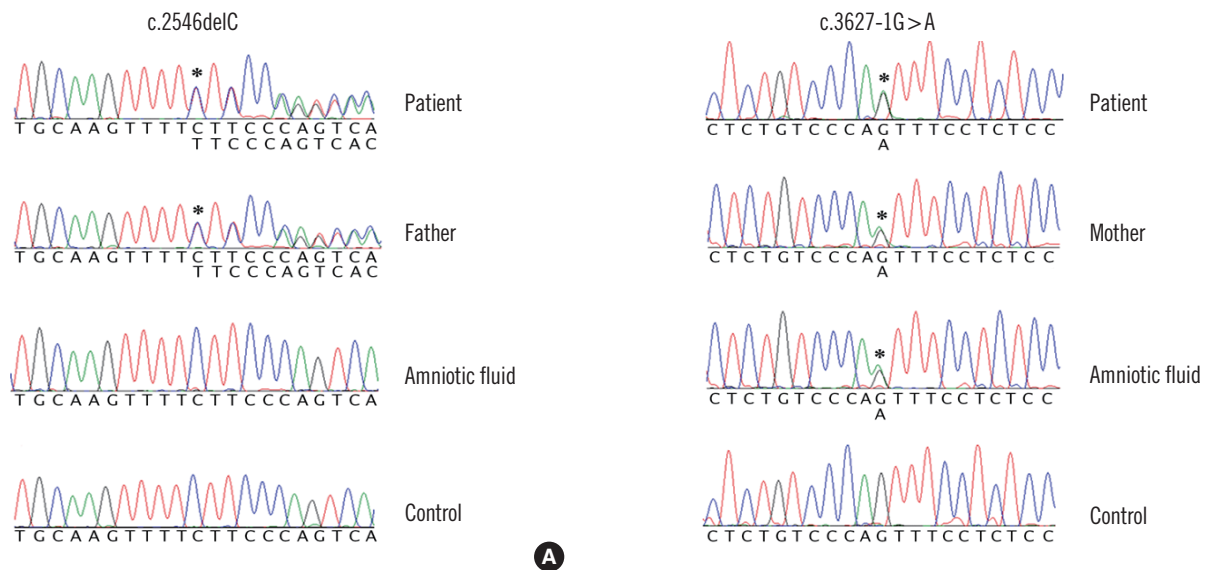 c.2546delC
*
Patient
TGCAAGTTTTCTTCCCAGTCA
TTCCCAGTCAC
*
Father
TGCAAGTTTTCTTCCCAGTCA
TTCCCAGTCAC
Amniotic fluid
TGCAAGTTTTCTTCCCAGTCA
Control
TGCAAGTTTTCTTCCCAGTCA
A
c.3627-1G>A
*
Patient
CTCTGTCCCAGTTTCCTCTCC
A
*
Mother
CTCTGTCCCAGTTTCCTCTCC
A
*
Amniotic fluid
CTCTGTCCCAGTTTCCTCTCC
A
Control
CTCTGTCCCAGTTTCCTCTCC